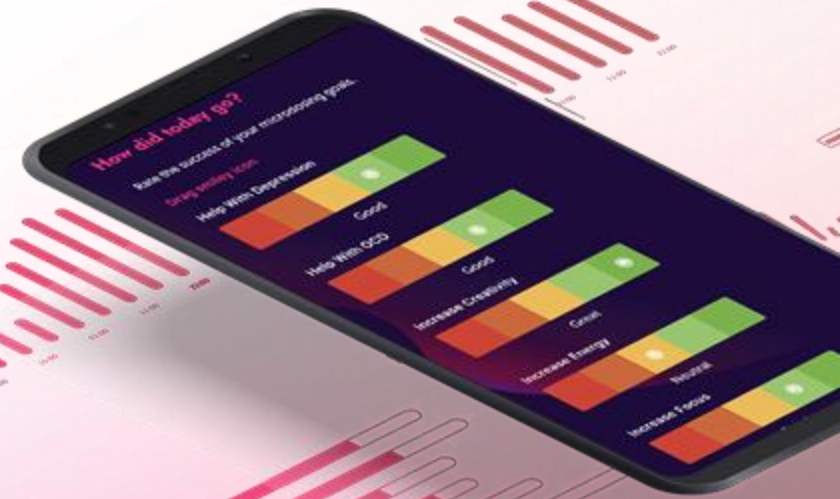 How did today go?
Rate the success of your microdosing goals.
Drag smiley icon
Help With Depression
Good
Help With OCD
Good
Increase Creativity
Great
Increase Energy
Neutral
Increase Focus